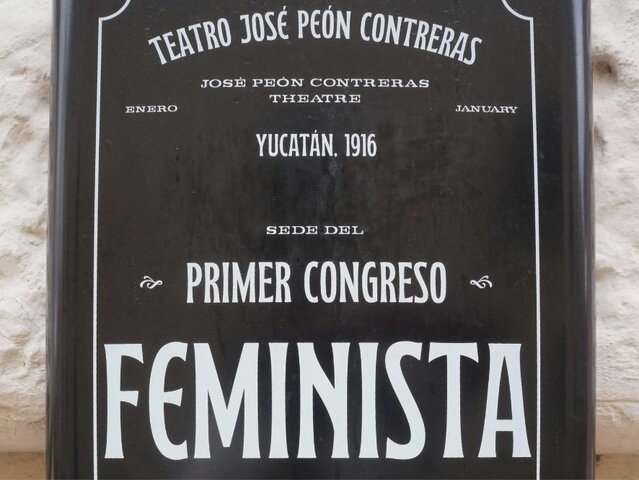 TEATRO JOSÉ PEÓN CONTRERAS
JOSÉ PEÓN CONTRERAS
THEATRE
ENERO
JANUARY
YUCATÁN, 1916
SEDE DEL
PRIMER CONGRESO
FEMINISTA